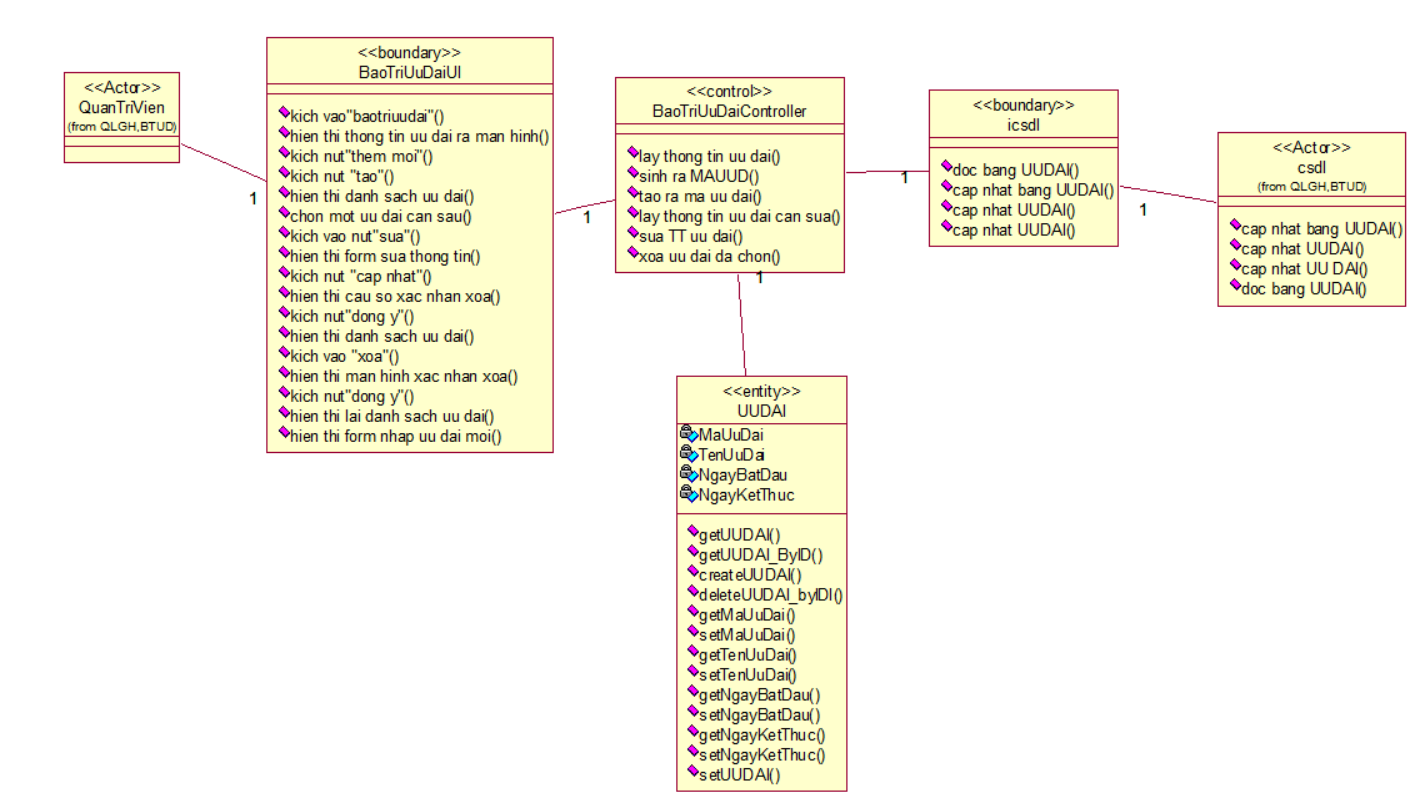 <<Actor>>
QuanTriVien
(from QLGH,BTUD)
1
<<boundary>>
BaoTriUuDaiUI
kich vao"baotriuudai"()
hien thi thong tin uu dai ra man hinh()
kich nut"them moi"()
kich nut "tao"()
hien thi danh sach uu dai()
chon mot uu dai can sau()
kich vao nut"sua"()
hien thi form sua thong tin()
kich nut "cap nhat"()
hien thi cau so xac nhan xoa()
kich nut"dong y"()
hien thi danh sach uu dai()
kich vao "xoa"()
hien thi man hinh xac nhan xoa()
kich nut"dong y"()
hien thi lai danh sach uu dai()
hien thi form nhap uu dai moi()
1
<<control>>
BaoTriUuDaiController
lay thong tin uu dai()
sinh ra MAUUD()
tao ra ma uu dai()
lay thong tin uu dai can sua()
sua TT uu dai()
xoa uu dai da chon()
1
1
<<boundary>>
icsdl
doc bang UUDAI()
cap nhat bang UUDAI()
cap nhat UUDAI()
cap nhat UUDAI()
1
<<Actor>>
csdl
(from QLGH,BTUD)
cap nhat bang UUDAI()
cap nhat UUDAI()
cap nhat UU DAI()
doc bang UUDAI()
<<entity>>
UUDAI
MaUuDai
TenUuDai
NgayBatDau
NgayKetThuc
getUUDAI()
getUUDAI_ByID()
createUUDAI()
deleteUUDAI_byIDI()
getMaUuDai()
setMaUuDai()
getTenUuDai()
setTenUuDai()
getNgayBatDau()
setNgayBatDau()
getNgayKetThuc()
setNgayKetThuc()
setUUDAI()